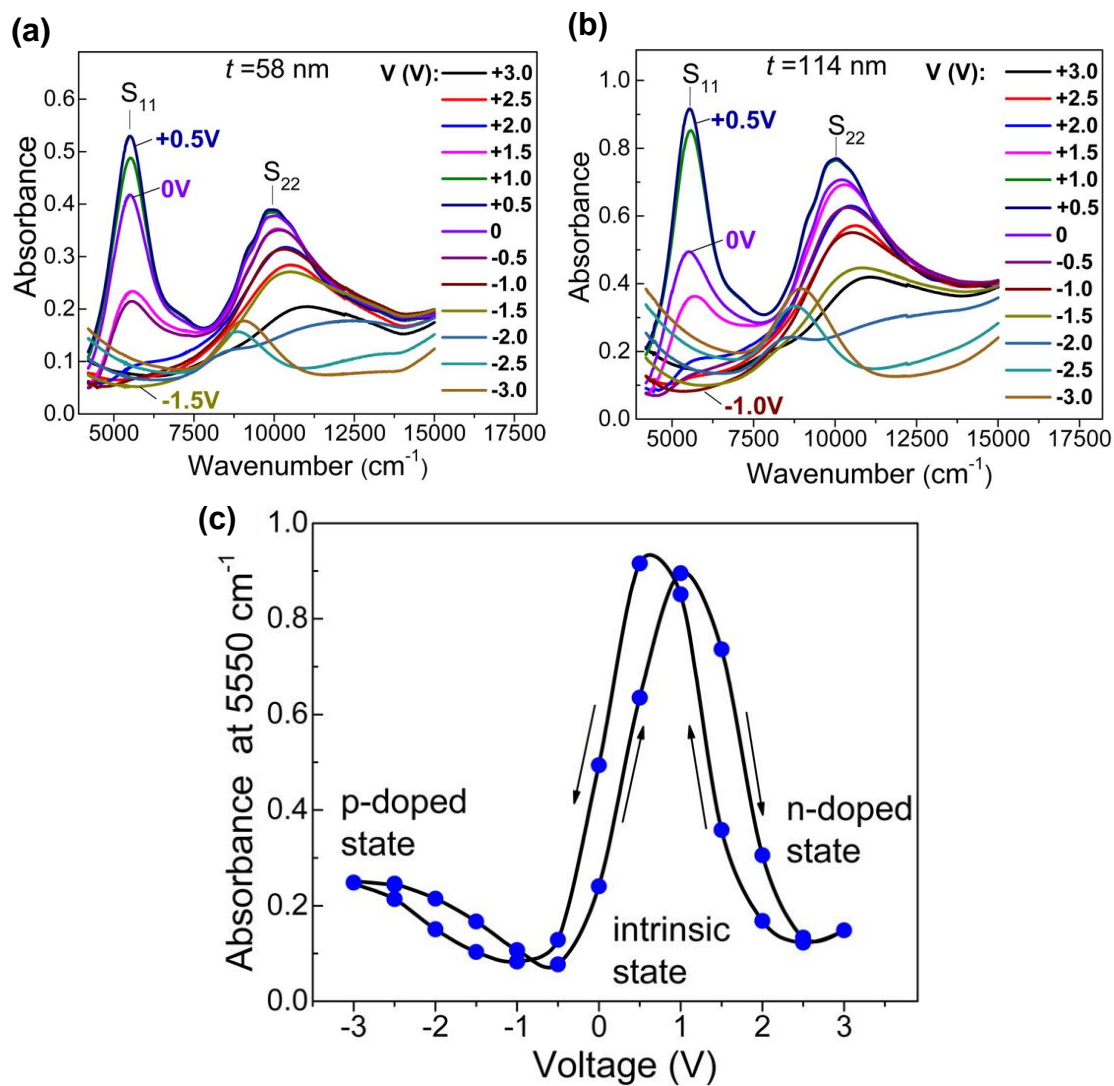 (a)
t =58 nm
V (V):
+3.0
+2.5
+2.0
+1.5
+1.0
+0.5
0
-0.5
-1.0
-1.5
-2.0
-2.5
-3.0
S11
+0.5V
0V
S22
-1.5V
0.6
0.5
0.4
0.3
0.2
0.1
0.0
Absorbance
5000 7500 10000 12500 15000 17500
Wavenumber (cm-1)
(b)
t =114 nm
V (V):
+3.0
+2.5
+2.0
+1.5
+1.0
+0.5
0
-0.5
-1.0
-1.5
-2.0
-2.5
-3.0
S11
+0.5V
0V
S22
-1.0V
1.0
0.8
0.6
0.4
0.2
0.0
Absorbance
5000 7500 10000 12500 15000 17500
Wavenumber (cm-1)
(c)
1.0
0.8
0.6
0.4
0.2
0.0
Absorbance at 5550 cm-1
p-doped
state
n-doped
state
intrinsic
state
-3 -2 -1 0 1 2 3
Voltage (V)